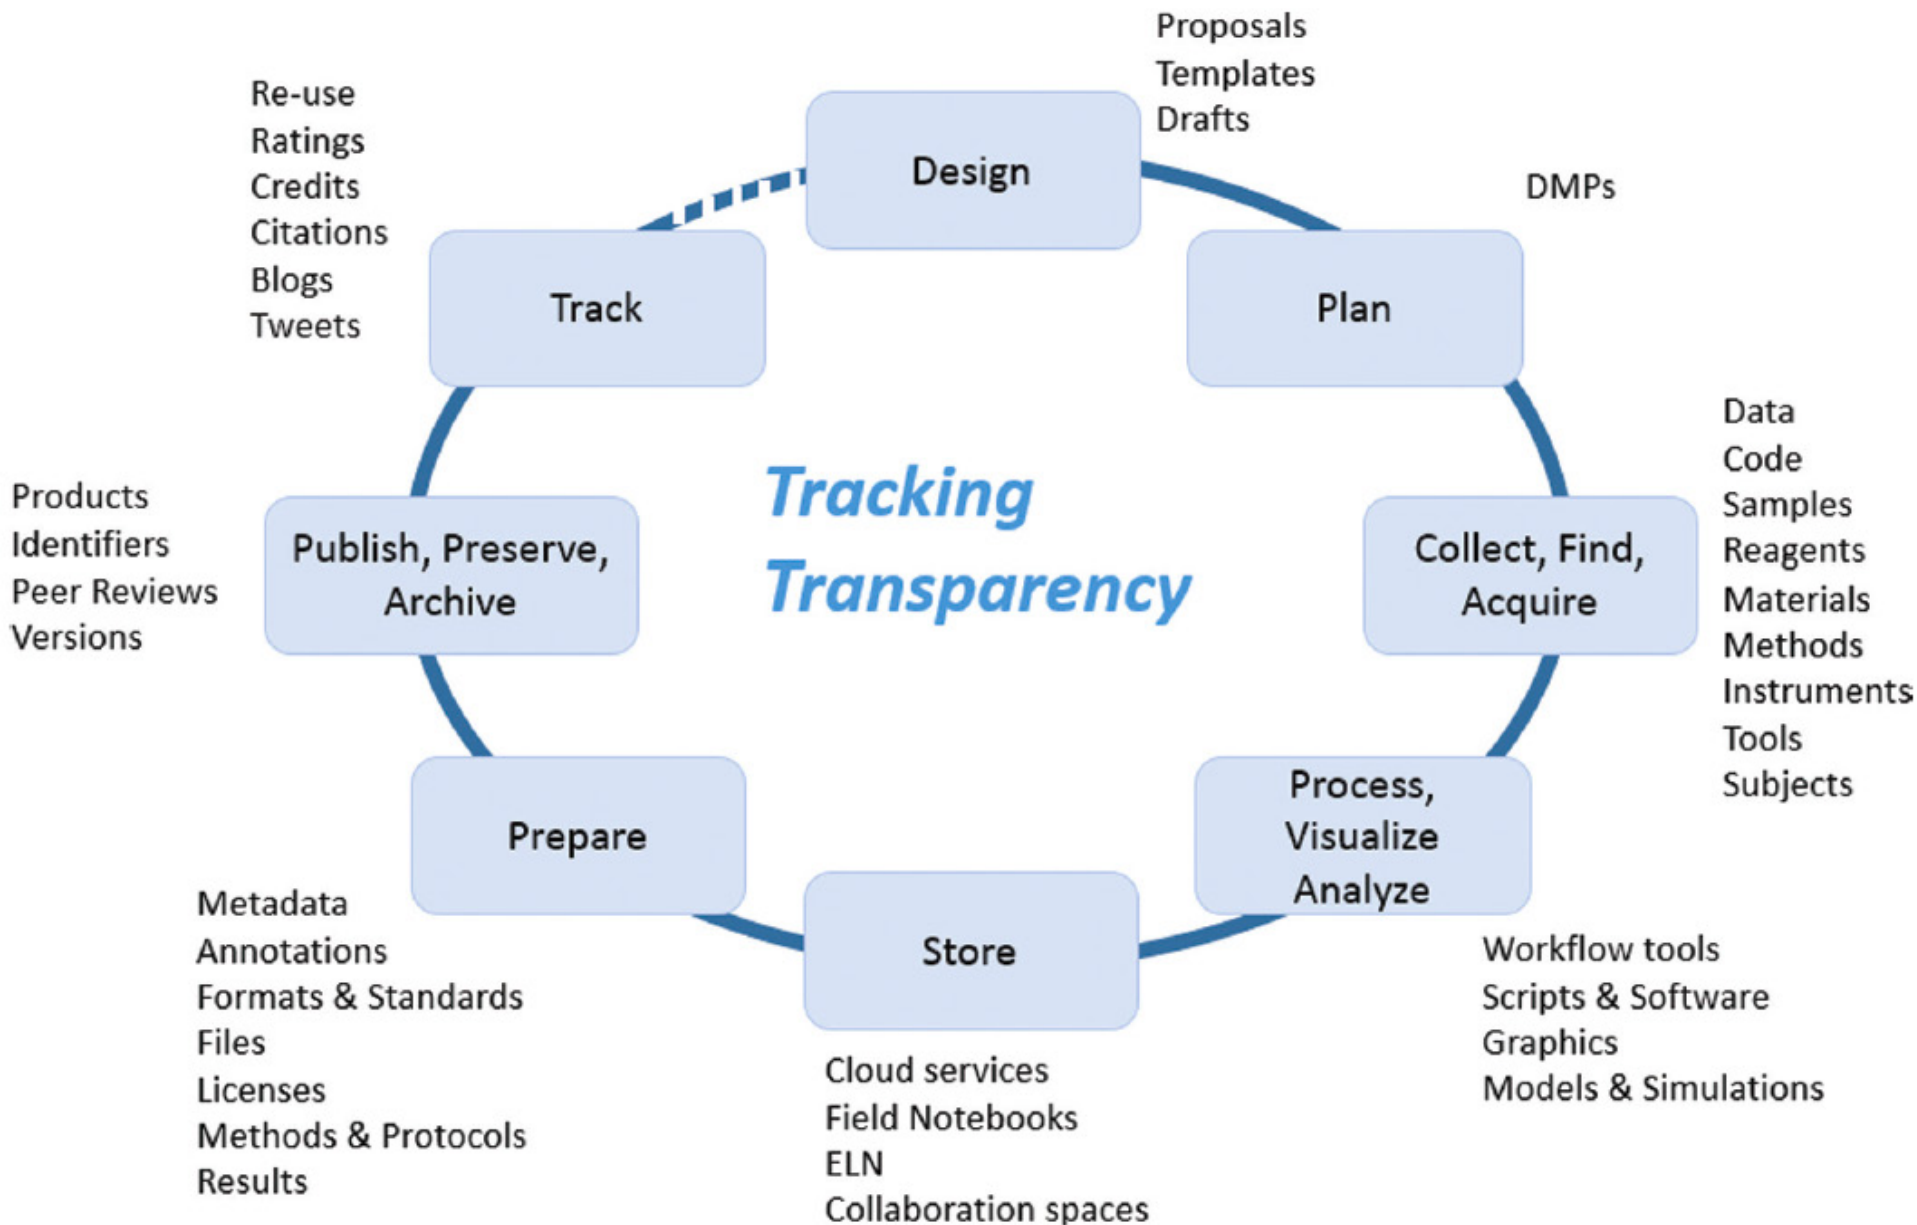 Proposals
Templates
Drafts
Design
DMPs
Plan
Data
Code
Samples
Reagents
Materials
Methods
Instruments
Tools
Subjects
Collect, Find,
Acquire
Process,
Visualize
Analyze
Workflow tools
Scripts & Software
Graphics
Models & Simulations
Store
Cloud services
Field Notebooks
ELN
Collaboration spaces
Prepare
Metadata
Annotations
Formats & Standards
Files
Licenses
Methods & Protocols
Results
Publish, Preserve,
Archive
Products
Identifiers
Peer Reviews
Versions
Track
Re-use
Ratings
Credits
Citations
Blogs
Tweets
Tracking
Transparency